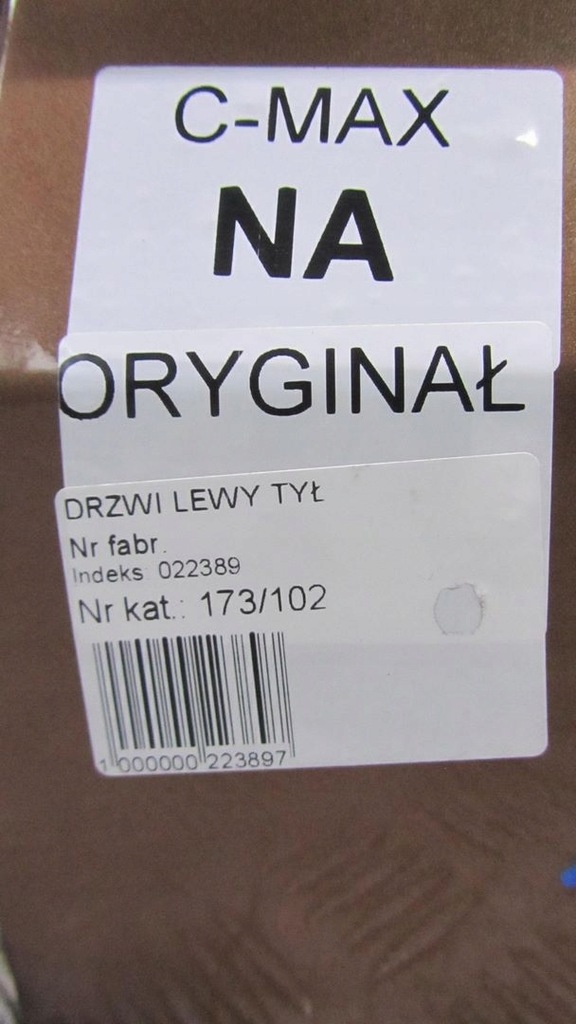 C-MAX
NA
ORYGINAŁ
DRZWI LEWY TYŁ
Nr fabr.
Indeks: 022389
Nr kat.: 173/102
1 000000 223897